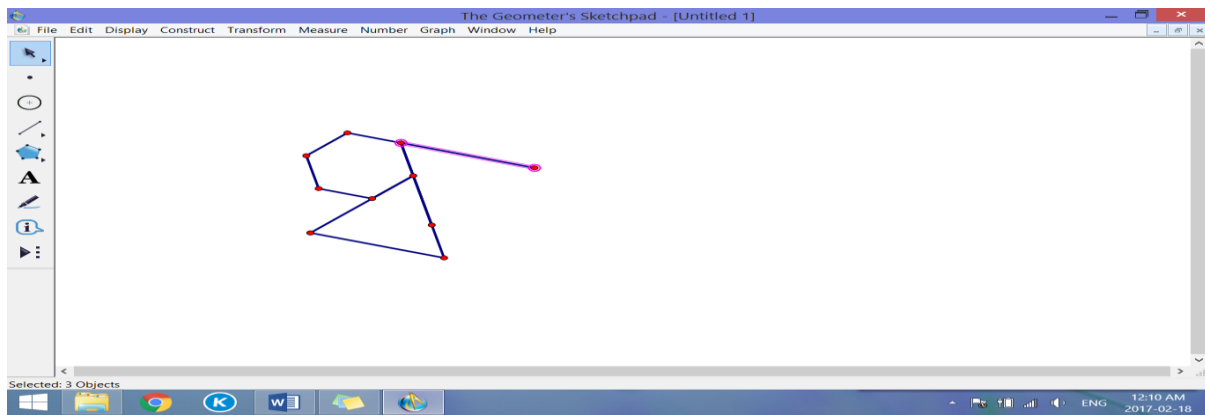 The Geometer's Sketchpad - [Untitled 1]
File Edit Display Construct Transform Measure Number Graph Window Help
A
Selected: 3 Objects
K
W
ENG
12:10 AM
2017-02-18